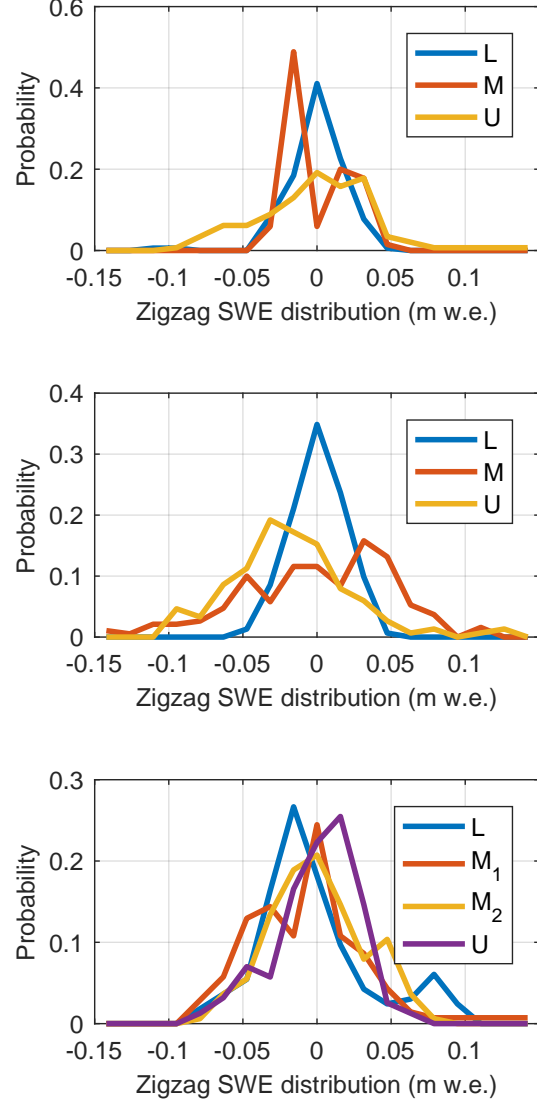 0.6
0.4
0.2
0
Probability
L
M
U
-0.15 -0.1 -0.05 0 0.05 0.1
Zigzag SWE distribution (m w.e.)
0.4
0.3
0.2
0.1
0
Probability
L
M
U
-0.15 -0.1 -0.05 0 0.05 0.1
Zigzag SWE distribution (m w.e.)
0.3
0.2
0.1
0
Probability
L
M1
M2
U
-0.15 -0.1 -0.05 0 0.05 0.1
Zigzag SWE distribution (m w.e.)